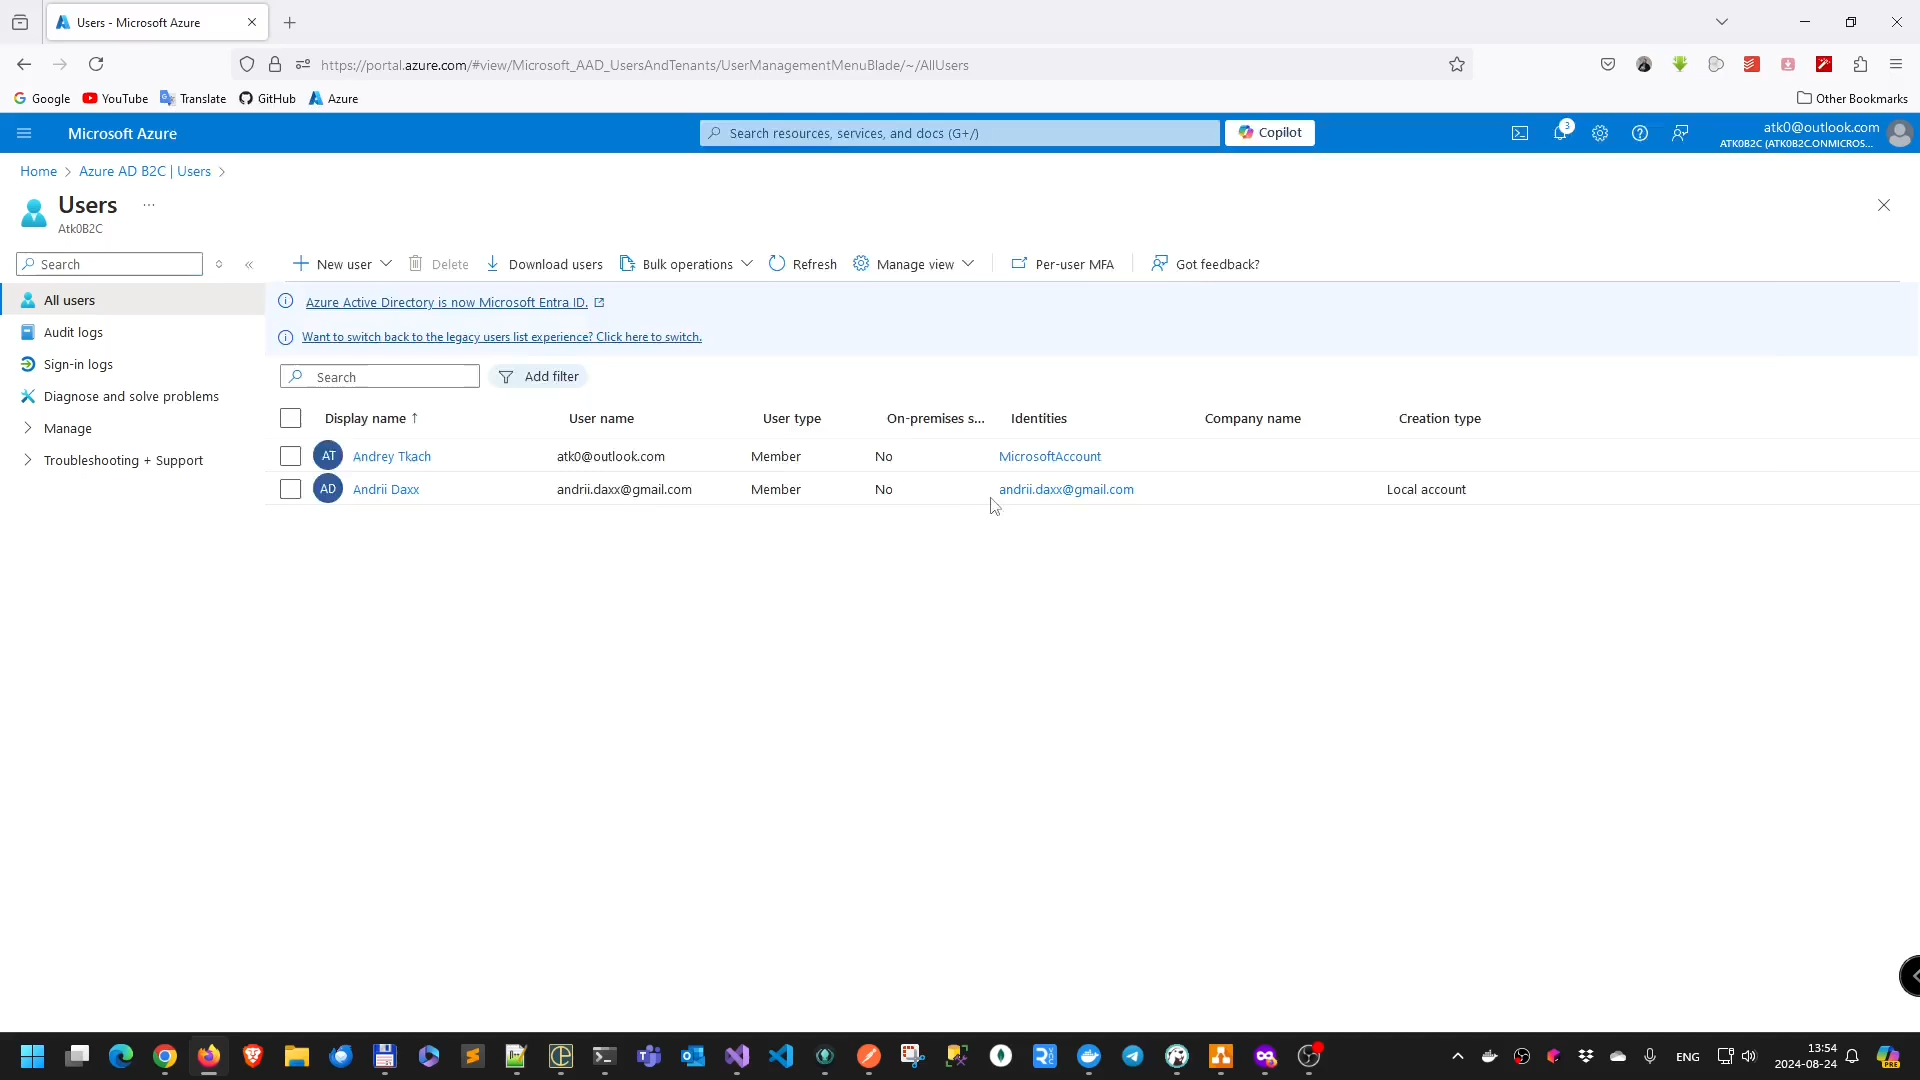 Users - Microsoft Azure
https://portal.azure.com/#view/Microsoft_AAD_UsersAndTenants/UserManagementMenuBlade/~/AllUsers
Google YouTube Translate GitHub Azure Other Bookmarks
Microsoft Azure Search resources, services, and docs (G+/) Copilot 3 atk0@outlook.com
ATK0B2C (ATK0B2C.ONMICROS...
Home > Azure AD B2C | Users >
Users ...
Atk0B2C
Search New user Delete Download users Bulk operations Refresh Manage view Per-user MFA Got feedback?
All users
Audit logs
Sign-in logs
Diagnose and solve problems
Manage
Troubleshooting + Support
Azure Active Directory is now Microsoft Entra ID.
Want to switch back to the legacy users list experience? Click here to switch.
Search Add filter
Display name ↑ User name User type On-premises s... Identities Company name Creation type
AT Andrey Tkach atk0@outlook.com Member No MicrosoftAccount
AD Andrii Daxx andrii.daxx@gmail.com Member No andrii.daxx@gmail.com Local account
ENG 13:54
2024-08-24
PRE